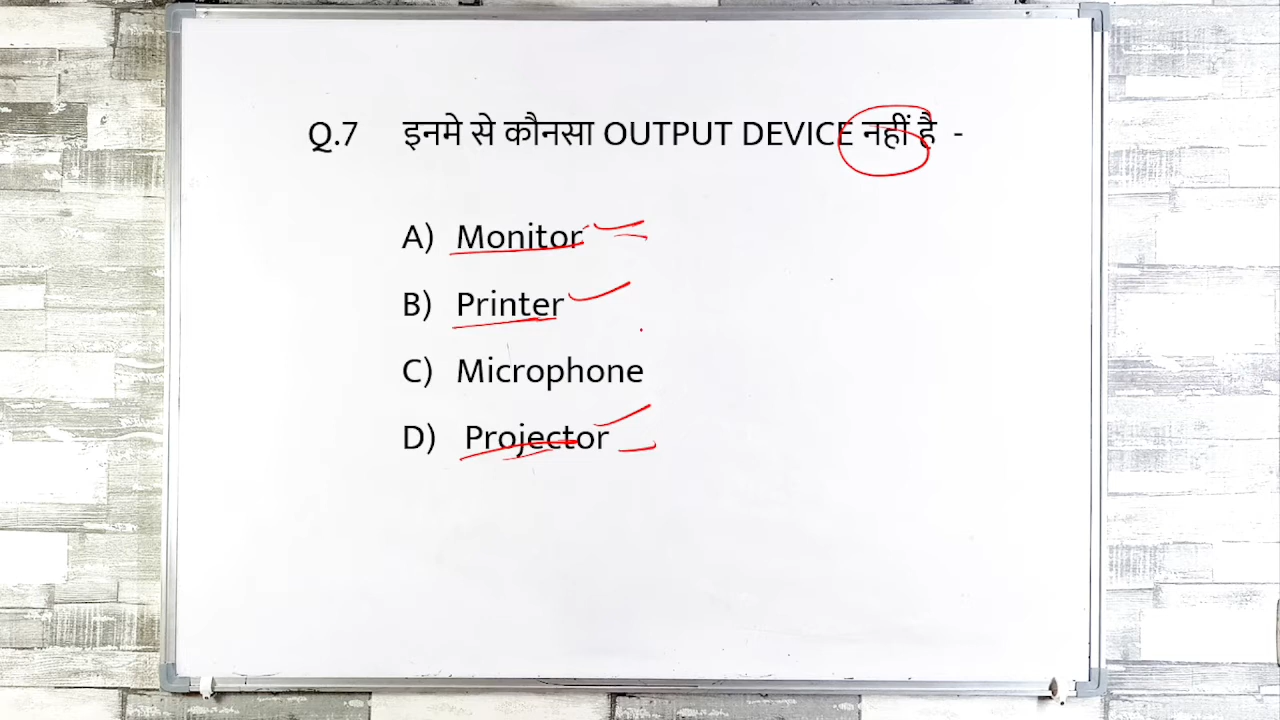 Q.7 इनमे से कौनसा OUTPUT DEVICE नहीं है -
A) Monitor
B) Printer
C) Microphone
D) Projector